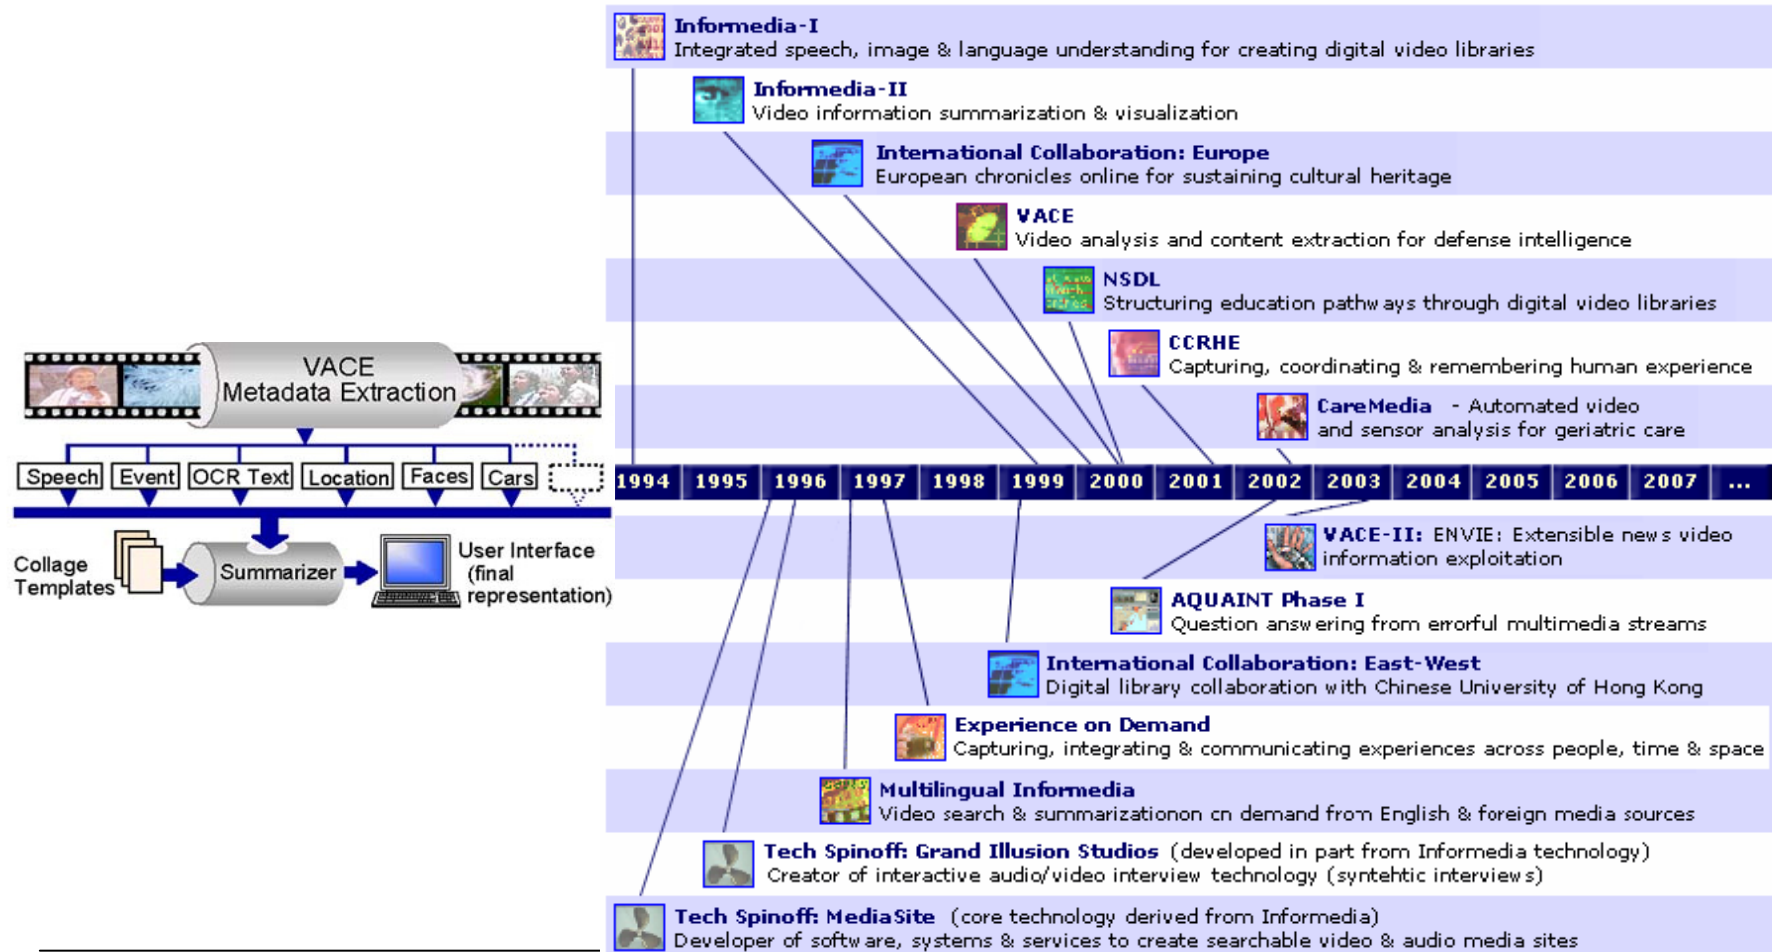 VACE
Metadata Extraction
Speech
Event
OCR Text
Location
Faces
Cars
Collage
Templates
Summarizer
User Interface
(final
representation)
Informedia-I
Integrated speech, image & language understanding for creating digital video libraries
Informedia-II
Video information summarization & visualization
International Collaboration: Europe
European chronicles online for sustaining cultural heritage
VACE
Video analysis and content extraction for defense intelligence
NSDL
Structuring education pathways through digital video libraries
CCRHE
Capturing, coordinating & remembering human experience
CareMedia - Automated video
and sensor analysis for geriatric care
1994 1995 1996 1997 1998 1999 2000 2001 2002 2003 2004 2005 2006 2007 ...
VACE-II: ENVIE: Extensible news video
information exploitation
AQUAINT Phase I
Question answering from errorful multimedia streams
International Collaboration: East-West
Digital library collaboration with Chinese University of Hong Kong
Experience on Demand
Capturing, integrating & communicating experiences across people, time & space
Multilingual Informedia
Video search & summarizationon cn demand from English & foreign media sources
Tech Spinoff: Grand Illusion Studios (developed in part from Informedia technology)
Creator of interactive audio/video interview technology (syntehtic interviews)
Tech Spinoff: MediaSite (core technology derived from Informedia)
Developer of software, systems & services to create searchable video & audio media sites